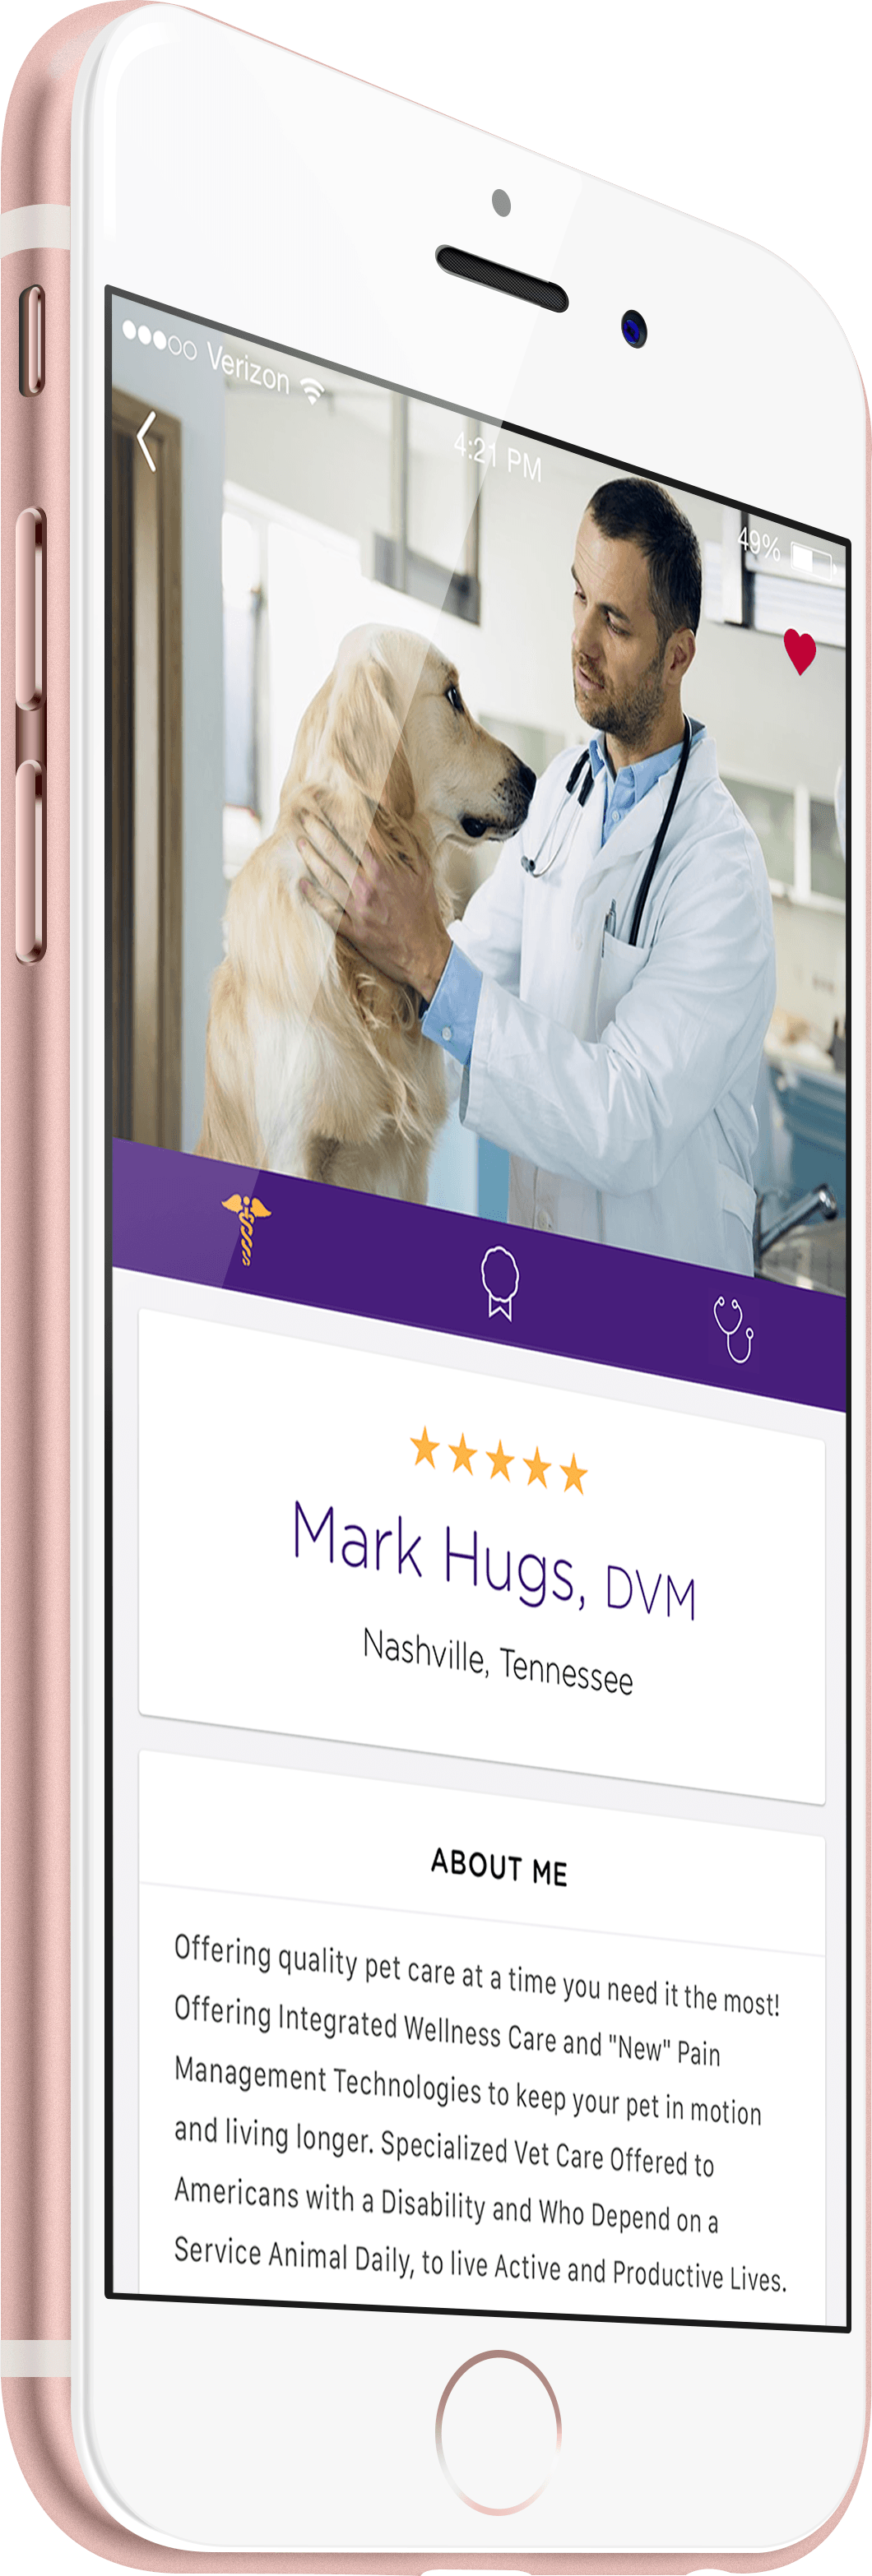 Verizon
4:21 PM
49%
Mark Hugs, DVM
Nashville, Tennessee
ABOUT ME
Offering quality pet care at a time you need it the most!
Offering Integrated Wellness Care and "New" Pain
Management Technologies to keep your pet in motion
and living longer. Specialized Vet Care Offered to
Americans with a Disability and Who Depend on a
Service Animal Daily, to live Active and Productive Lives.